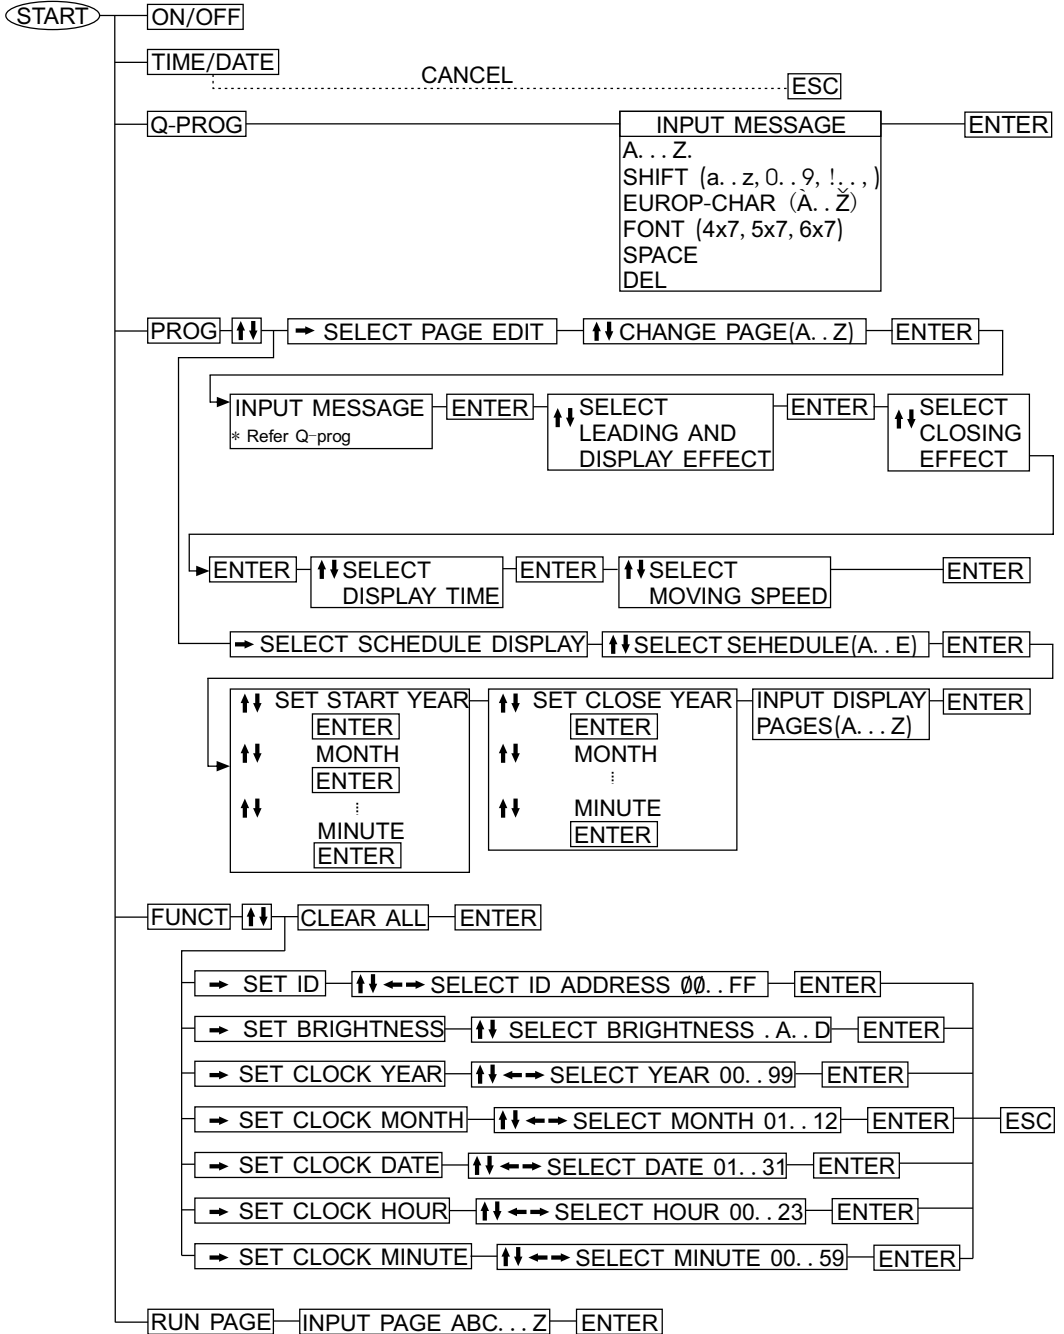 START ON/OFF
TIME/DATE CANCEL ESC
Q-PROG INPUT MESSAGE ENTER
A...Z.
SHIFT (a..z, 0..9, !..,)
EUROP-CHAR (À..Ž)
FONT (4x7, 5x7, 6x7)
SPACE
DEL
PROG ⬆⬇ ➡ SELECT PAGE EDIT ⬆⬇ CHANGE PAGE(A..Z) ENTER
INPUT MESSAGE
* Refer Q-prog
ENTER
⬆⬇ SELECT
LEADING AND
DISPLAY EFFECT
ENTER
⬆⬇ SELECT
CLOSING
EFFECT
ENTER
⬆⬇ SELECT
DISPLAY TIME
ENTER
⬆⬇ SELECT
MOVING SPEED
ENTER
➡ SELECT SCHEDULE DISPLAY ⬆⬇ SELECT SEHEDULE(A..E) ENTER
⬆⬇ SET START YEAR
ENTER
⬆⬇ MONTH
ENTER
⬆⬇ ⋮
MINUTE
ENTER
⬆⬇ SET CLOSE YEAR
ENTER
⬆⬇ MONTH
⋮
⬆⬇ MINUTE
ENTER
INPUT DISPLAY
PAGES(A...Z)
ENTER
FUNCT ⬆⬇ CLEAR ALL ENTER
➡ SET ID ⬆⬇⬅➡ SELECT ID ADDRESS ØØ..FF ENTER
➡ SET BRIGHTNESS ⬆⬇ SELECT BRIGHTNESS .A..D ENTER
➡ SET CLOCK YEAR ⬆⬇⬅➡ SELECT YEAR 00..99 ENTER
➡ SET CLOCK MONTH ⬆⬇⬅➡ SELECT MONTH 01..12 ENTER ESC
➡ SET CLOCK DATE ⬆⬇⬅➡ SELECT DATE 01..31 ENTER
➡ SET CLOCK HOUR ⬆⬇⬅➡ SELECT HOUR 00..23 ENTER
➡ SET CLOCK MINUTE ⬆⬇⬅➡ SELECT MINUTE 00..59 ENTER
RUN PAGE INPUT PAGE ABC...Z ENTER